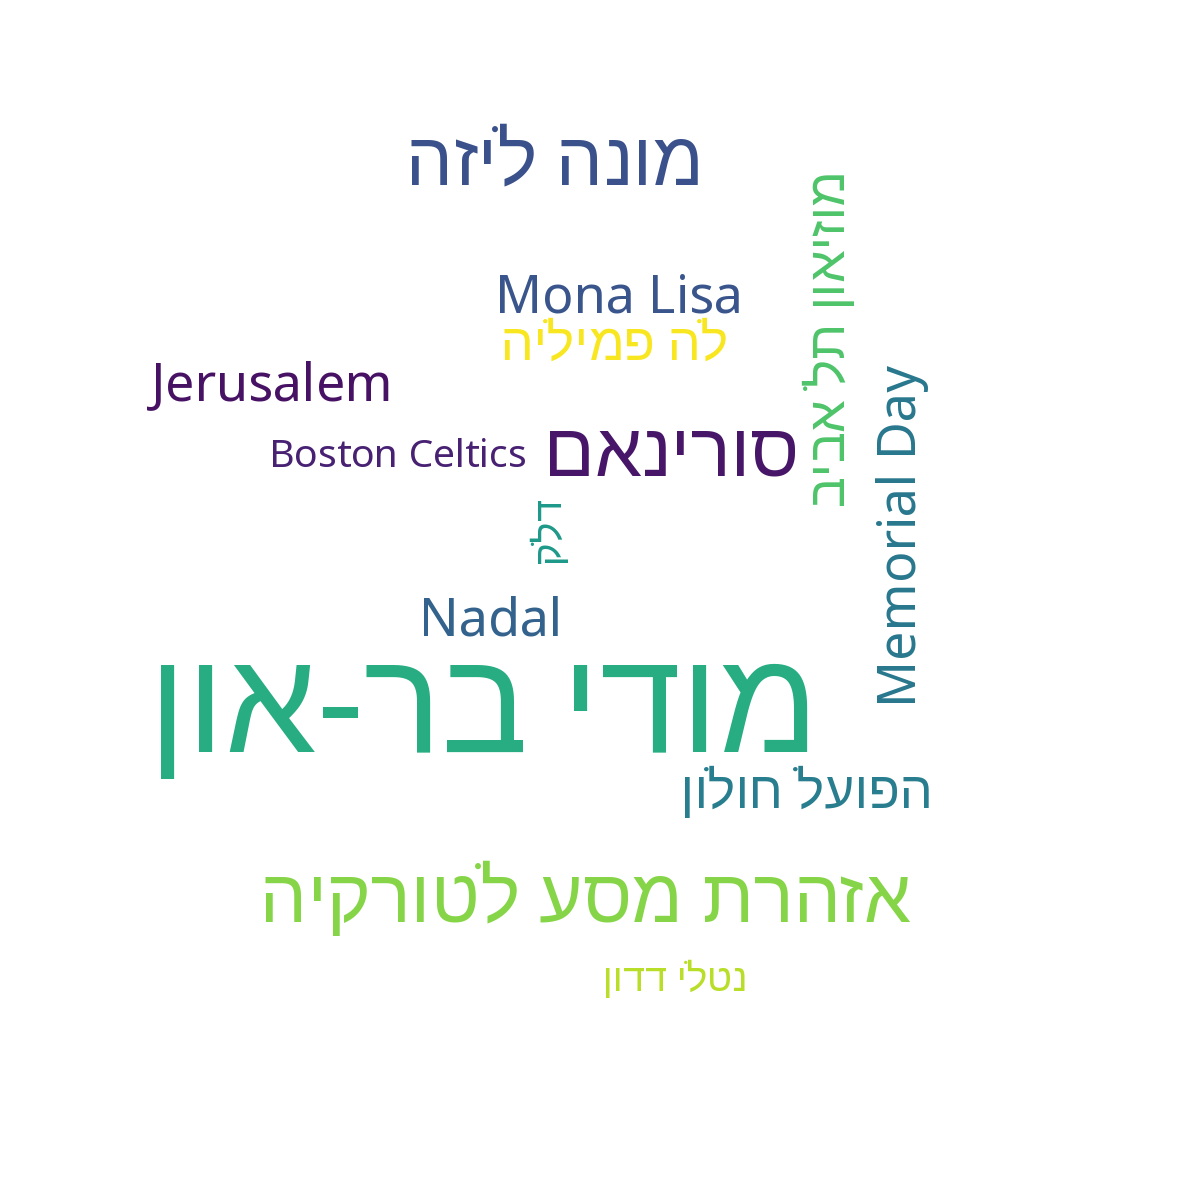 מונה ליזה
מוזיאון תל אביב
Mona Lisa
לה פמיליה
Jerusalem
Memorial Day
סורינאם
Boston Celtics
דלק
Nadal
מודי בר-און
הפועל חולון
אזהרת מסע לטורקיה
נטלי דדון